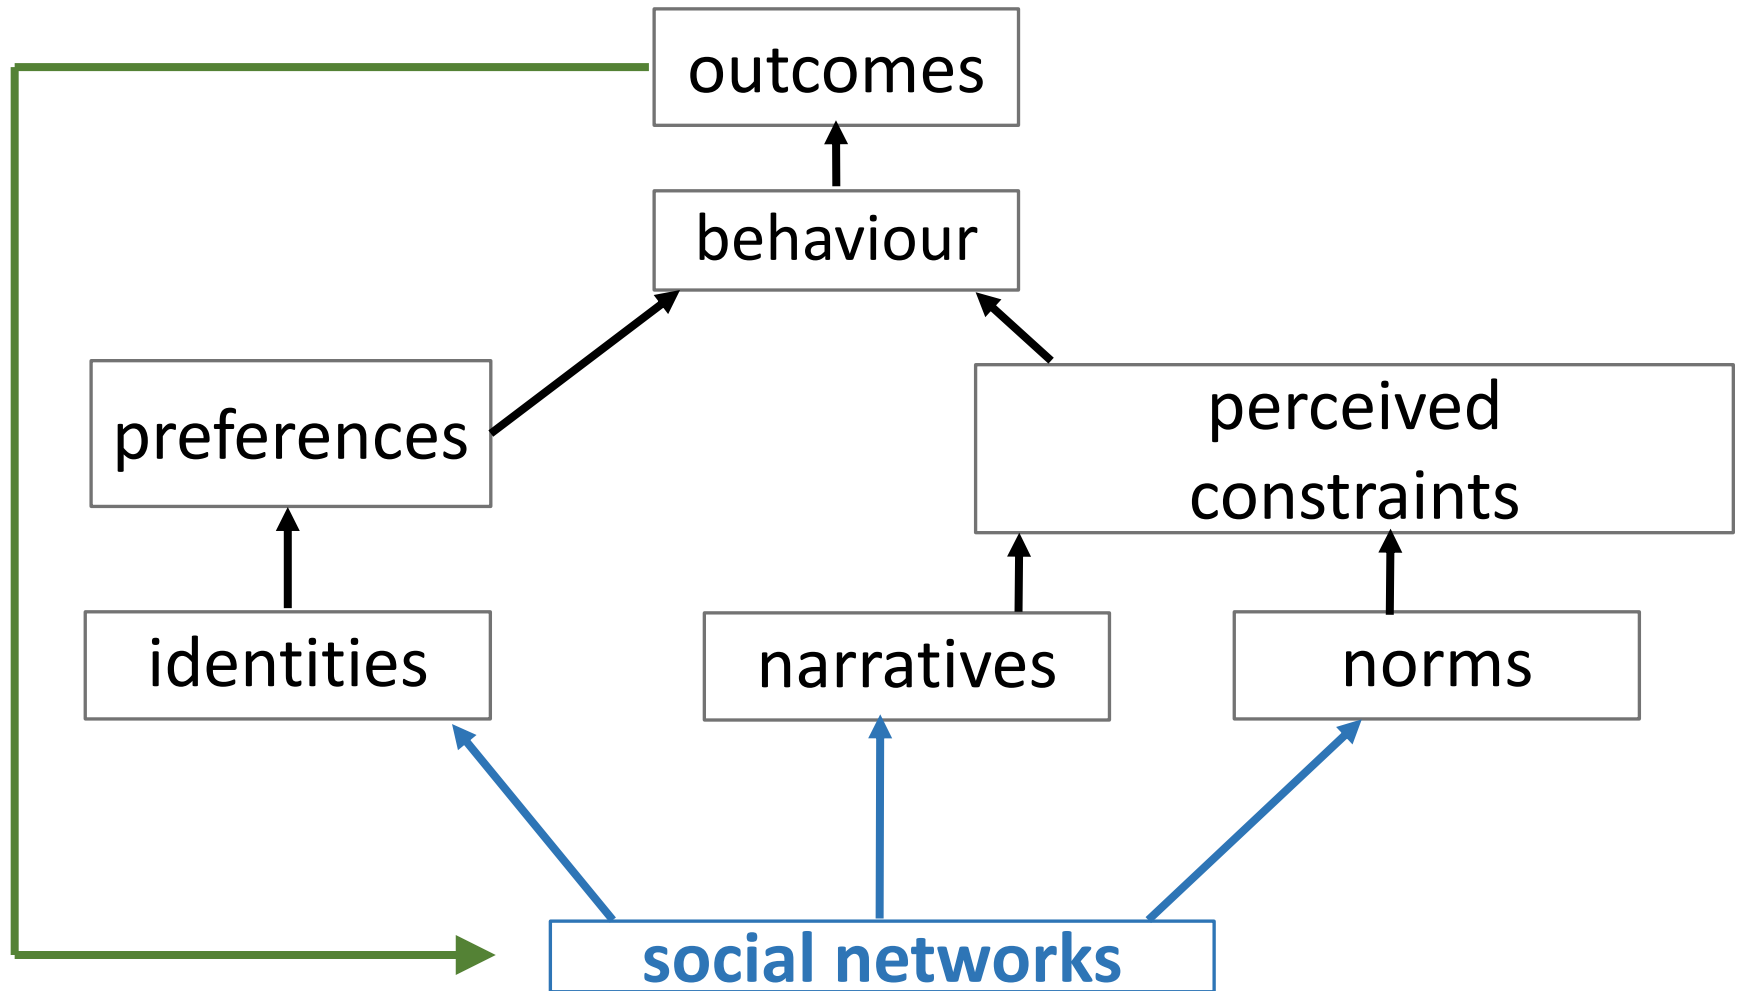 outcomes
behaviour
preferences
perceived
constraints
identities
narratives
norms
social networks